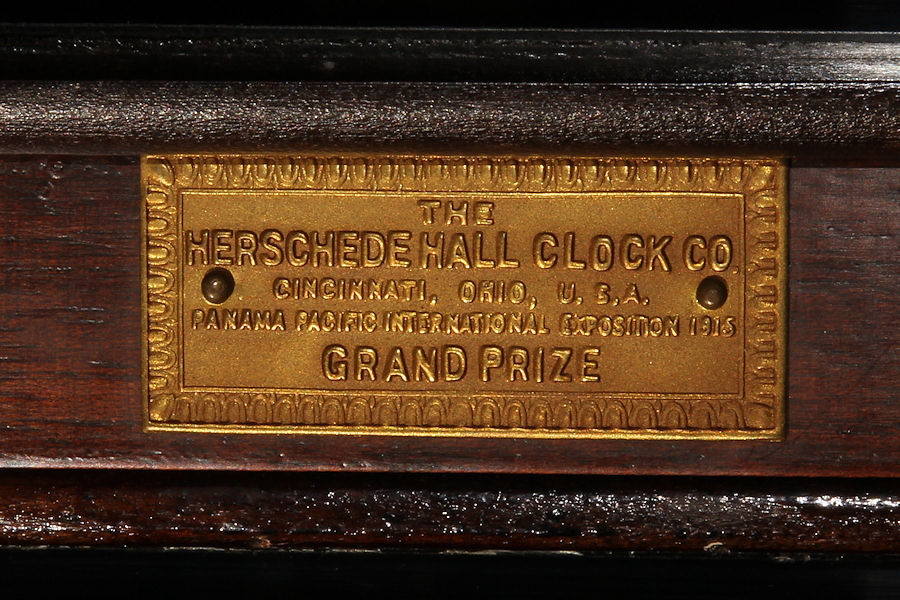 THE
HERSCHEDE HALL CLOCK CO.
CINCINNATI, OHIO, U. S. A.
PANAMA PACIFIC INTERNATIONAL EXPOSITION 1915
GRAND PRIZE